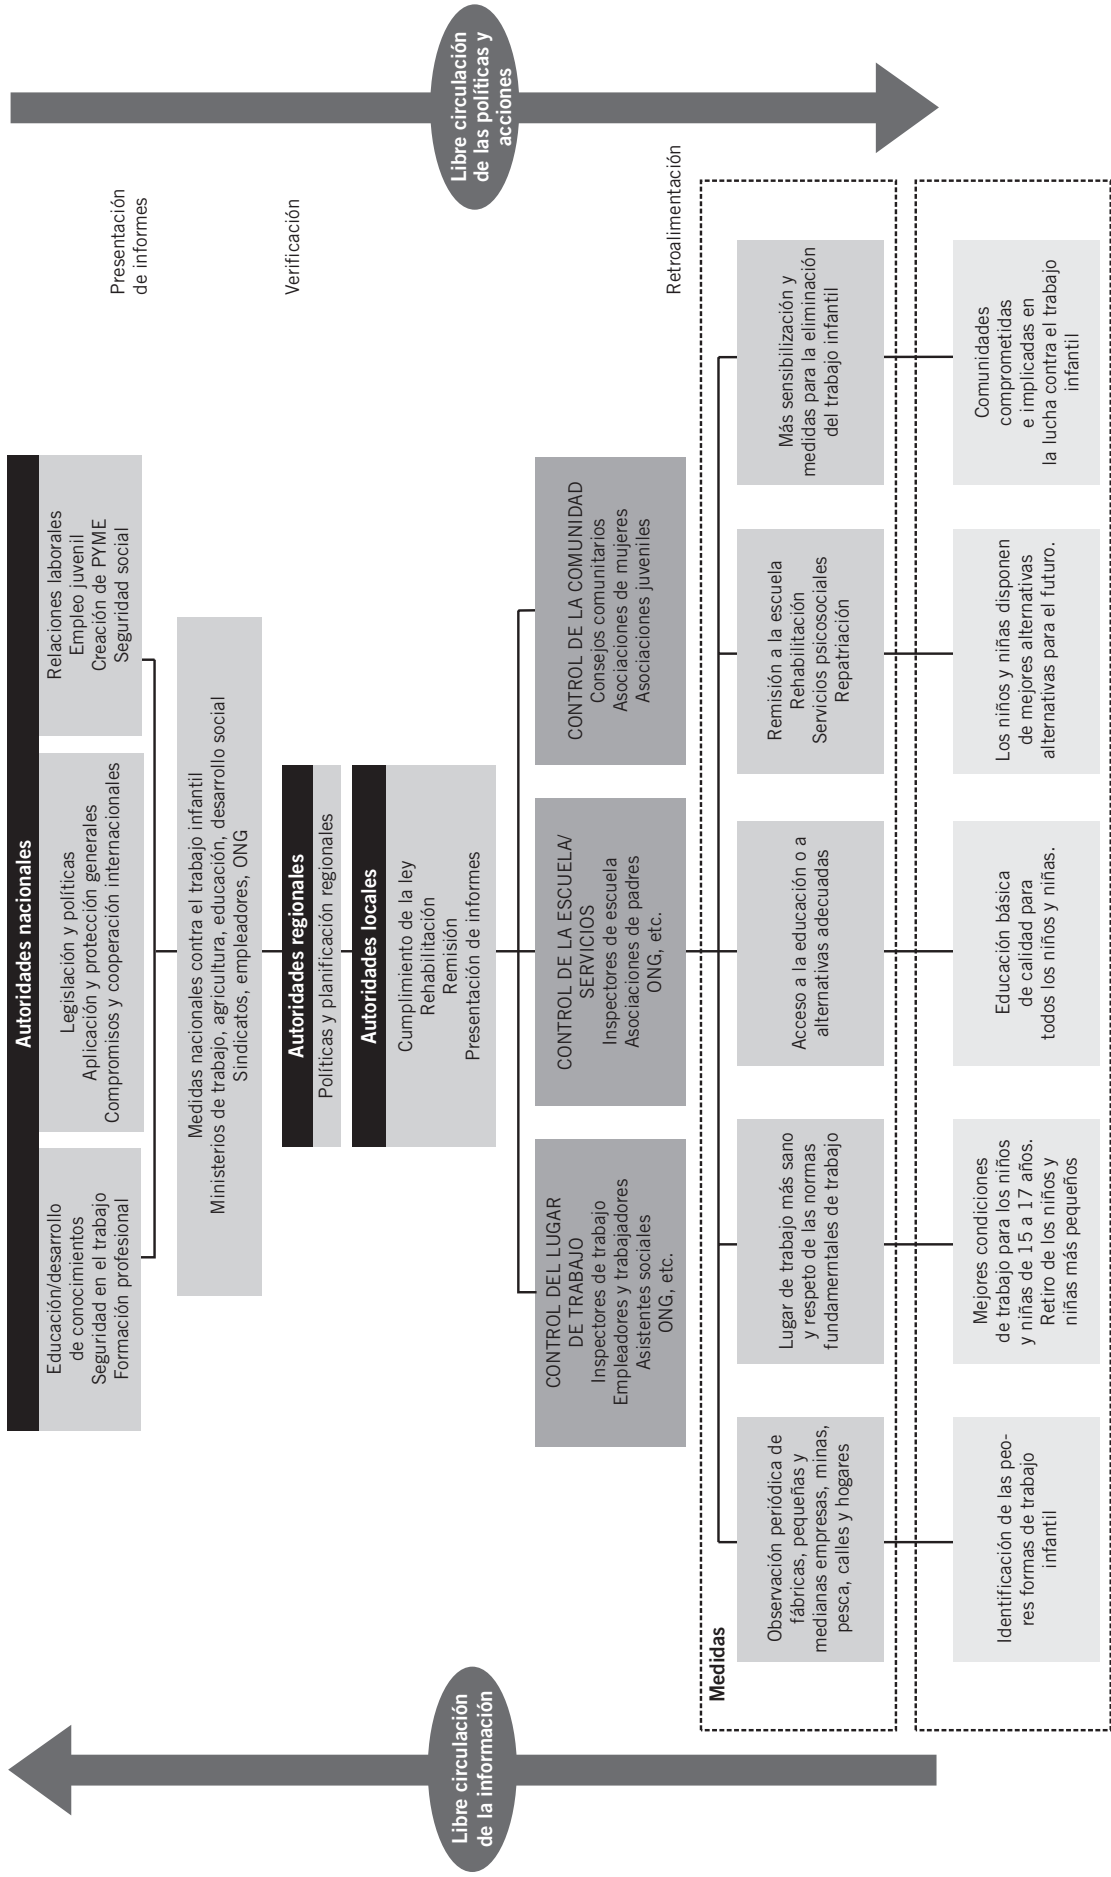 Autoridades nacionales
Educación/desarrollo
de conocimientos
Seguridad en el trabajo
Formación profesional
Legislación y políticas
Aplicación y protección generales
Compromisos y cooperación internacionales
Relaciones laborales
Empleo juvenil
Creación de PYME
Seguridad social
Presentación
de informes
Medidas nacionales contra el trabajo infantil
Ministerios de trabajo, agricultura, educación, desarrollo social
Sindicatos, empleadores, ONG
Verificación
Autoridades regionales
Políticas y planificación regionales
Autoridades locales
Cumplimiento de la ley
Rehabilitación
Remisión
Presentación de informes
Libre circulación
de la información
Libre circulación
de las políticas y
acciones
CONTROL DEL LUGAR
DE TRABAJO
Inspectores de trabajo
Empleadores y trabajadores
Asistentes sociales
ONG, etc.
CONTROL DE LA ESCUELA/
SERVICIOS
Inspectores de escuela
Asociaciones de padres
ONG, etc.
CONTROL DE LA COMUNIDAD
Consejos comunitarios
Asociaciones de mujeres
Asociaciones juveniles
Retroalimentación
Medidas
Observación periódica de
fábricas, pequeñas y
medianas empresas, minas,
pesca, calles y hogares
Lugar de trabajo más sano
y respeto de las normas
fundamerntales de trabajo
Acceso a la educación o a
alternativas adecuadas
Remisión a la escuela
Rehabilitación
Servicios psicosociales
Repatriación
Más sensibilización y
medidas para la eliminación
del trabajo infantil
Identificación de las peo-
res formas de trabajo
infantil
Mejores condiciones
de trabajo para los niños
y niñas de 15 a 17 años.
Retiro de los niños y
niñas más pequeños
Educación básica
de calidad para
todos los niños y niñas.
Los niños y niñas disponen
de mejores alternativas
alternativas para el futuro.
Comunidades
comprometidas
e implicadas en
la lucha contra el trabajo
infantil